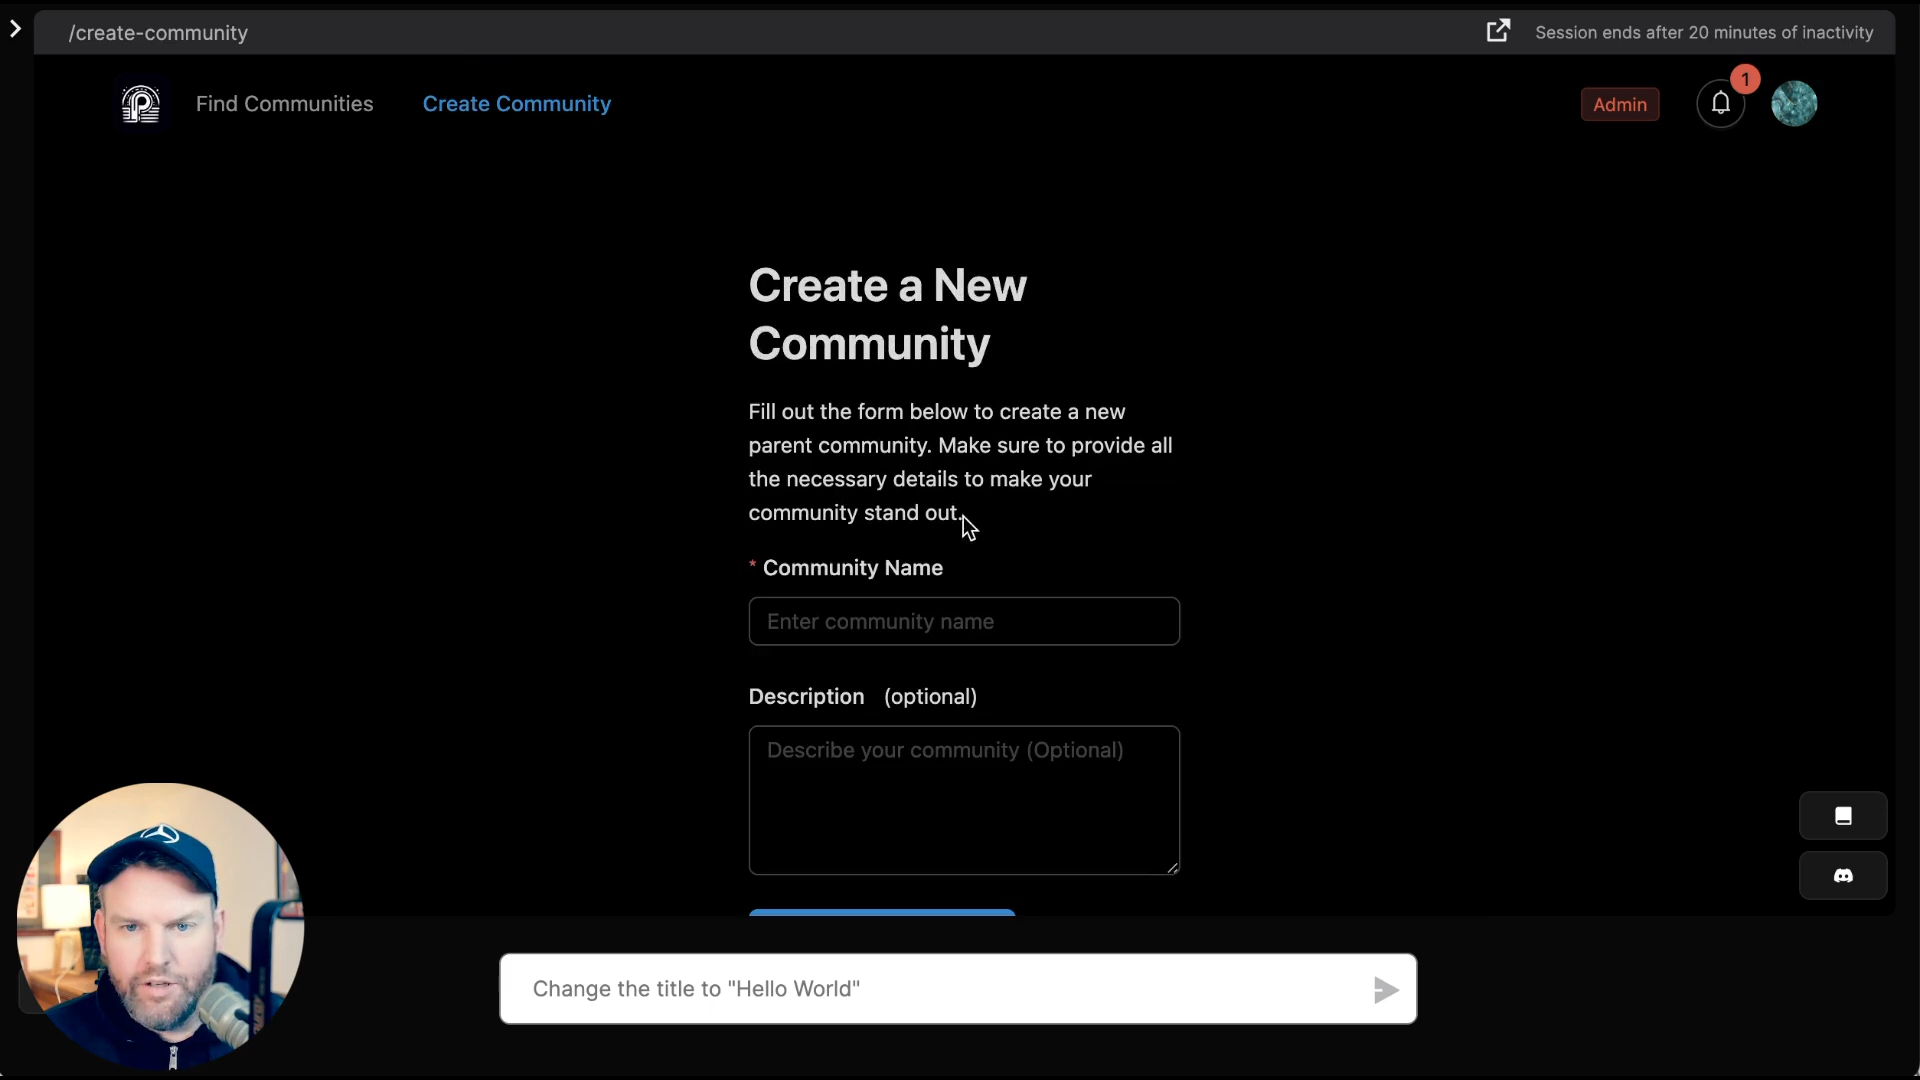 /create-community
Session ends after 20 minutes of inactivity
Find Communities
Create Community
Admin
1
Create a New
Community
Fill out the form below to create a new
parent community. Make sure to provide all
the necessary details to make your
community stand out.
* Community Name
Enter community name
Description (optional)
Describe your community (Optional)
Change the title to "Hello World"